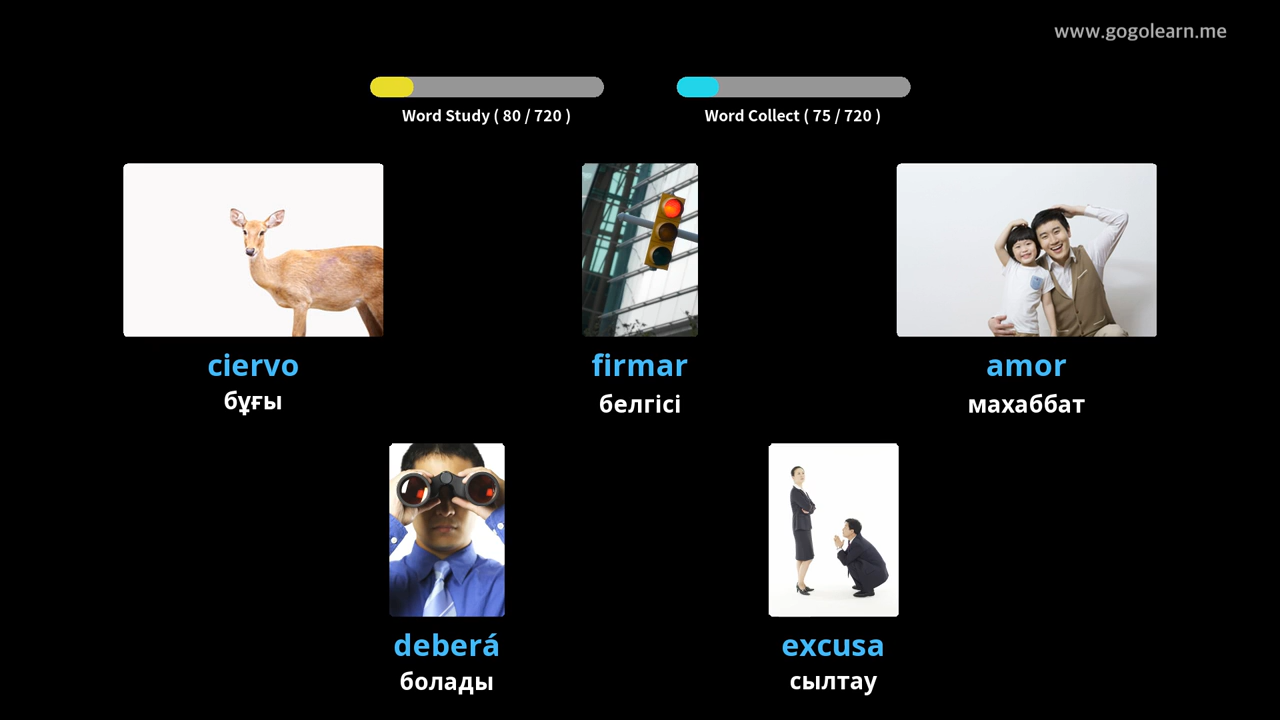 www.gogolearn.me
Word Study ( 80 / 720 )
Word Collect ( 75 / 720 )
ciervo
бұғы
firmar
белгісі
amor
махаббат
deberá
болады
excusa
сылтау